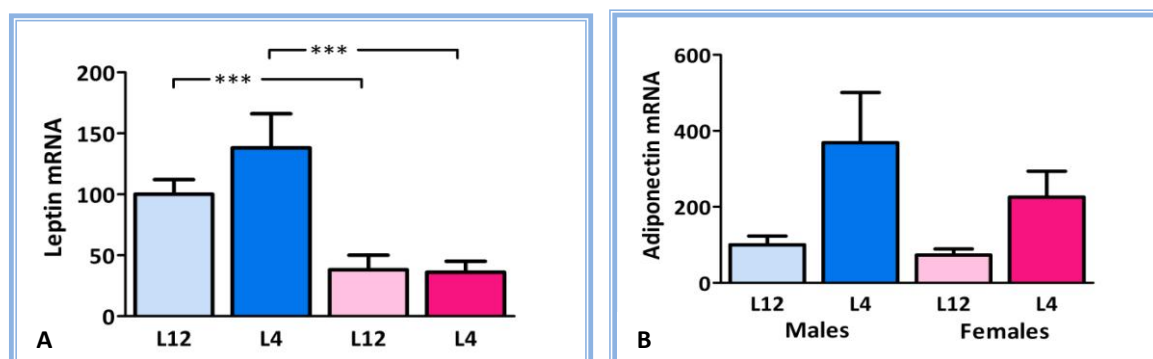 *** 
***
Leptin mRNA
200
150
100
50
0
L12 L4 L12 L4
A
Adiponectin mRNA
600
400
200
0
L12 L4 L12 L4
Males Females
B